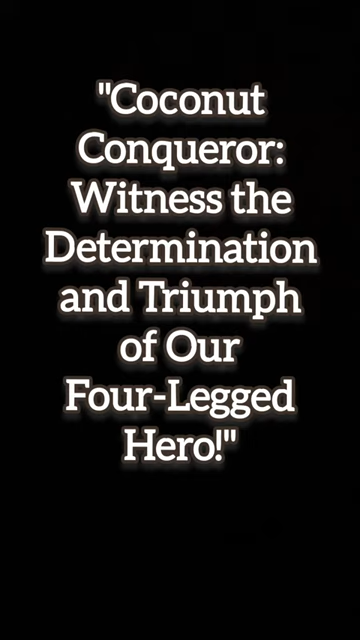 "Coconut
Conqueror:
Witness the
Determination
and Triumph
of Our
Four-Legged
Hero!"